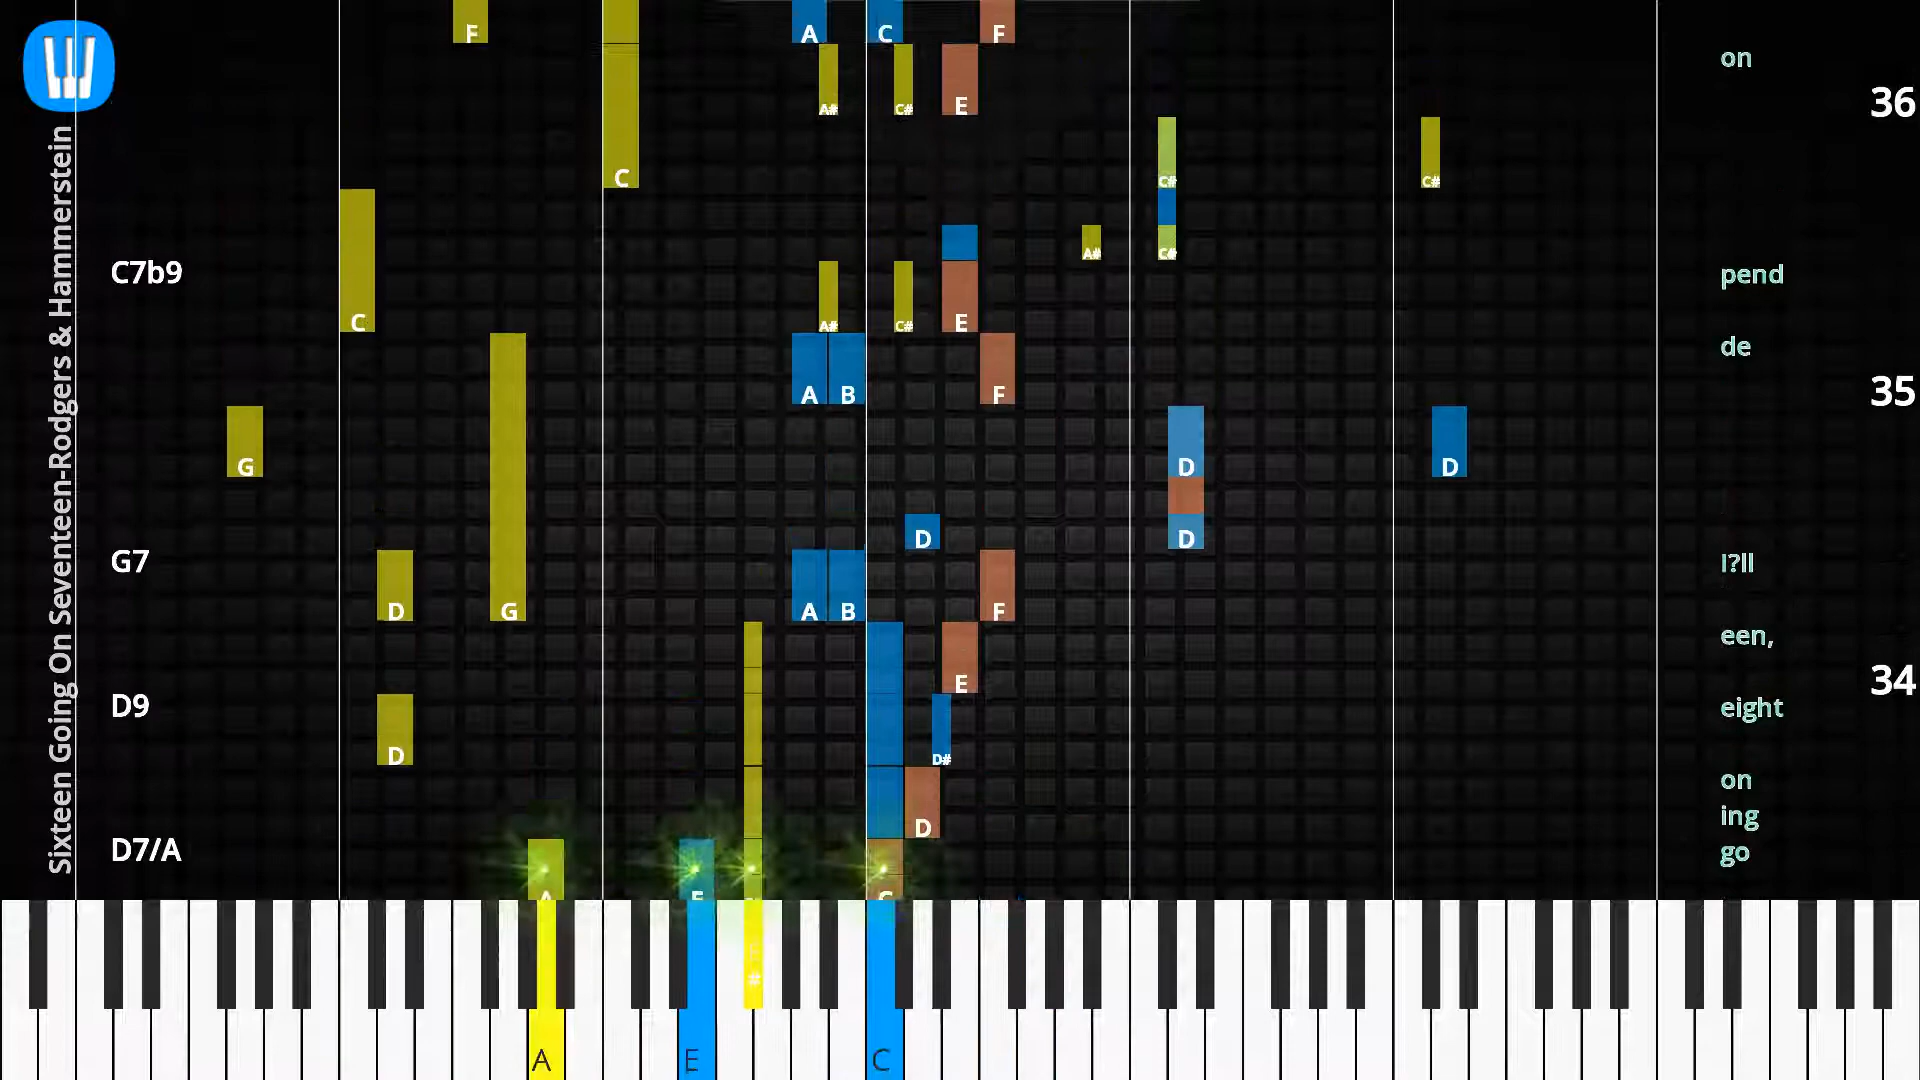 Sixteen Going On Seventeen-Rodgers & Hammerstein
F A C F
on
36
A# C# E
C C# C#
C7b9 A# C# pend
C A# C# E
de
35
A B F
G D D
D D
G7 I?ll
D G A B F
een,
34
E
D9 eight
D D#
on
ing
D
D7/A go
A E C